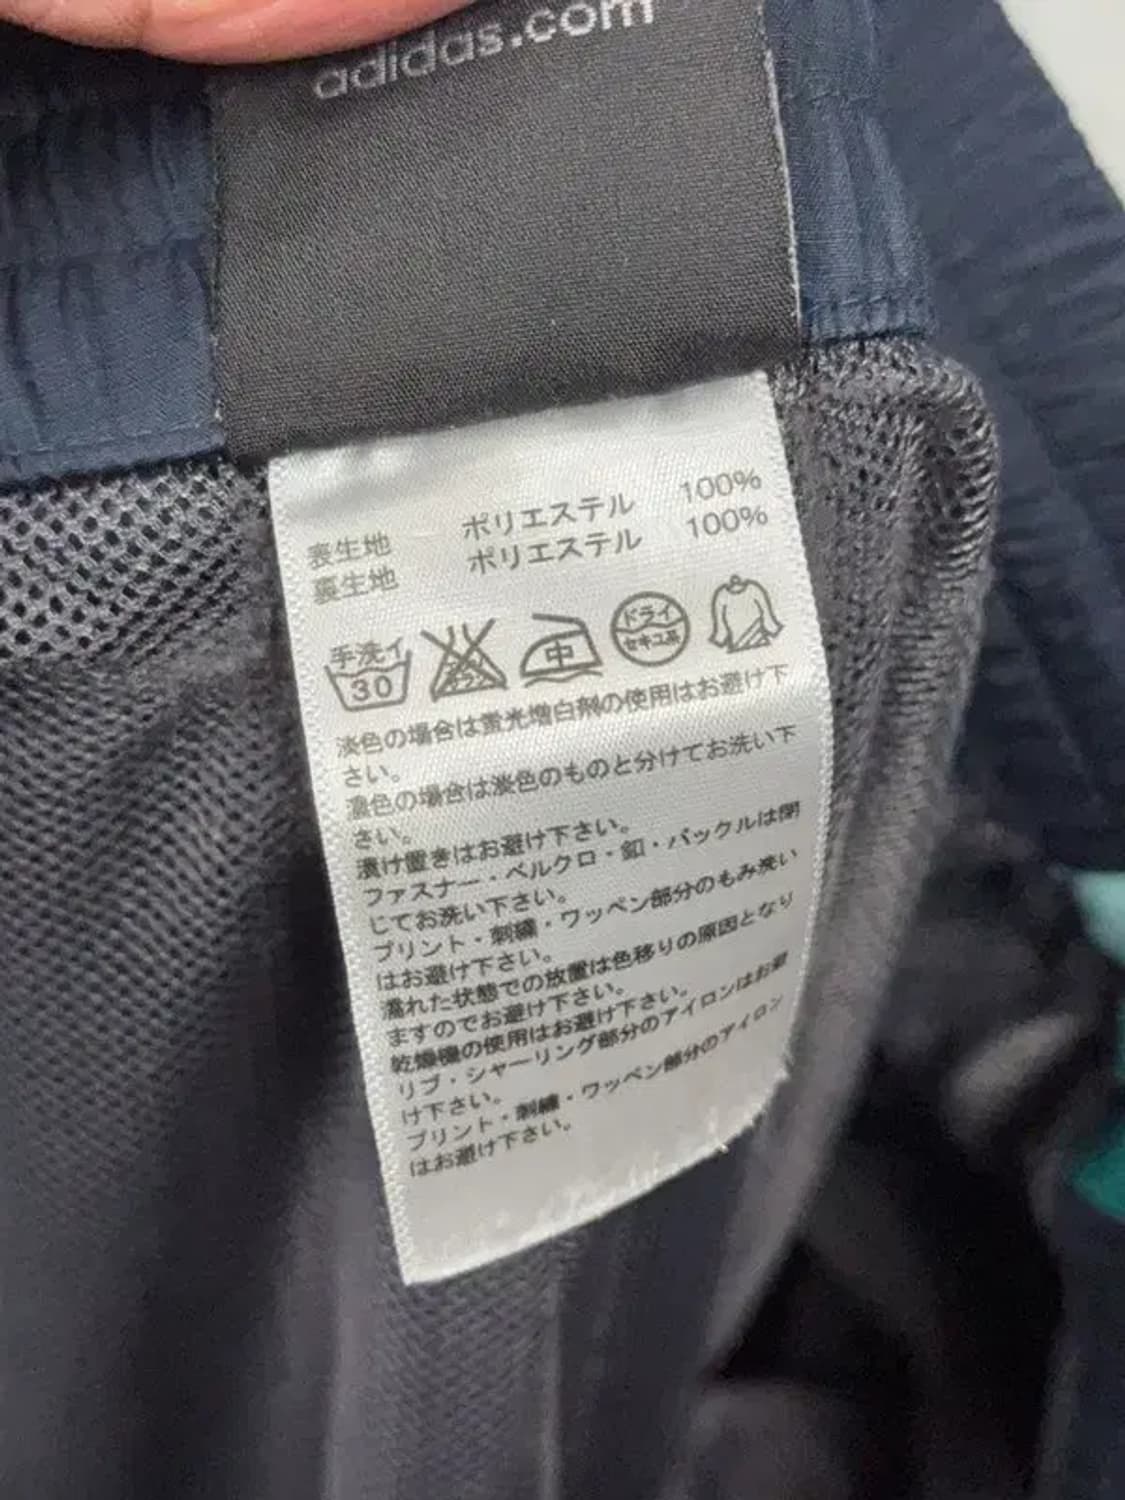 adidas.com
表生地 ポリエステル 100%
裏生地 ポリエステル 100%
手洗イ 30 エンソサラシ 中 ドライ セキユ系
淡色の場合は蛍光増白剤の使用はお避け下
さい。
濃色の場合は淡色のものと分けてお洗い下
さい。
漬け置きはお避け下さい。
ファスナー・ベルクロ・釦・バックルは閉
じてお洗い下さい。
プリント・刺繍・ワッペン部分のもみ洗い
はお避け下さい。
濡れた状態での放置は色移りの原因となり
ますのでお避け下さい。
乾燥機の使用はお避け下さい。
リブ・シャーリング部分のアイロンはお避
け下さい。
プリント・刺繍・ワッペン部分のアイロン
はお避け下さい。